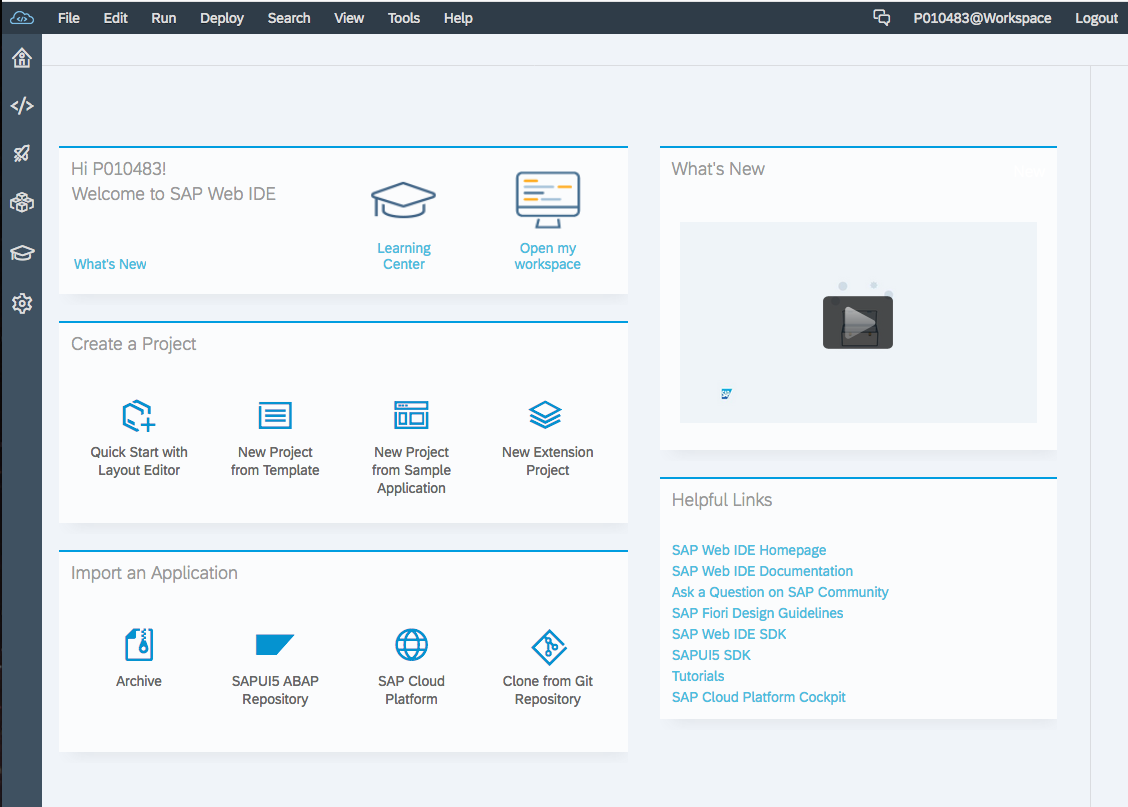 File Edit Run Deploy Search View Tools Help P010483@Workspace Logout
Hi P010483!
Welcome to SAP Web IDE
What's New
Learning
Center
Open my
workspace
Create a Project
Quick Start with
Layout Editor
New Project
from Template
New Project
from Sample
Application
New Extension
Project
Import an Application
Archive
SAPUI5 ABAP
Repository
SAP Cloud
Platform
Clone from Git
Repository
What's New
SAP
Helpful Links
SAP Web IDE Homepage
SAP Web IDE Documentation
Ask a Question on SAP Community
SAP Fiori Design Guidelines
SAP Web IDE SDK
SAPUI5 SDK
Tutorials
SAP Cloud Platform Cockpit